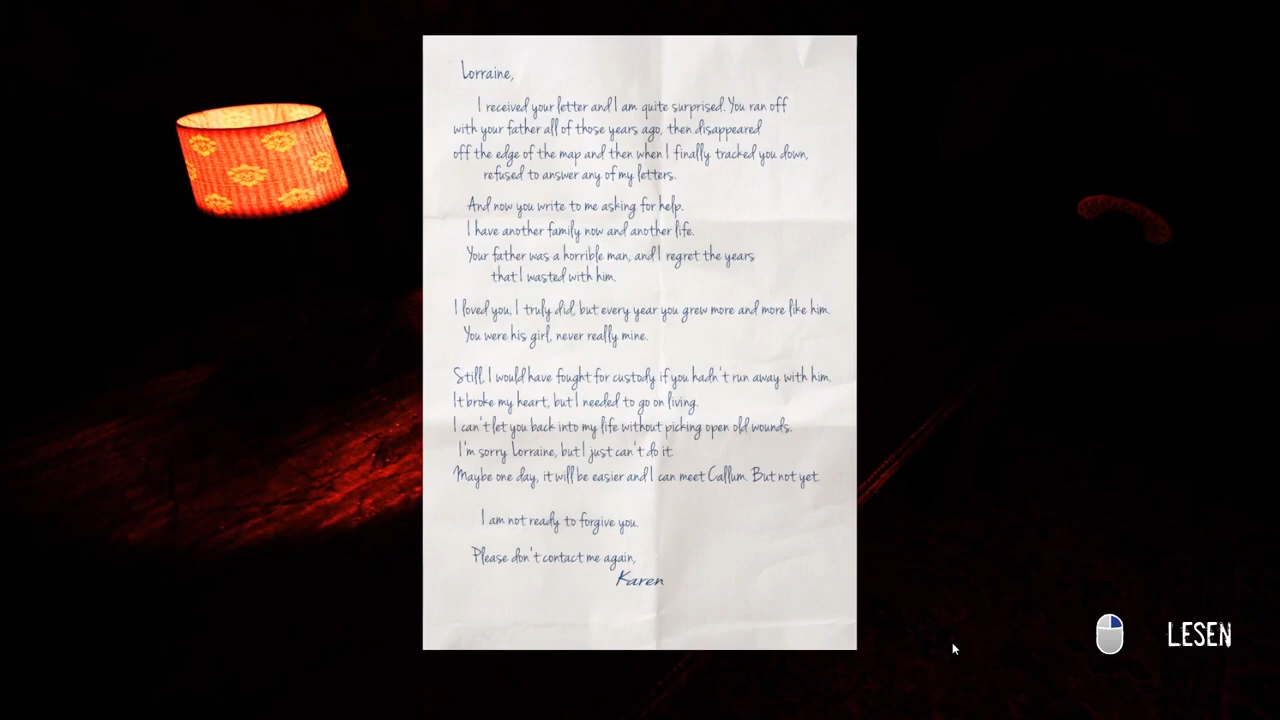 Lorraine,
I received your letter and I am quite surprised. You ran off
with your father all of those years ago, then disappeared
off the edge of the map and then when I finally tracked you down,
refused to answer any of my letters.
And now you write to me asking for help.
I have another family now and another life.
Your father was a horrible man, and I regret the years
that I wasted with him.
I loved you, I truly did, but every year you grew more and more like him.
You were his girl, never really mine.
Still, I would have fought for custody if you hadn't run away with him.
It broke my heart, but I needed to go on living.
I can't let you back into my life without picking open old wounds.
I'm sorry Lorraine, but I just can't do it.
Maybe one day, it will be easier and I can meet Callum. But not yet.
I am not ready to forgive you.
Please don't contact me again,
Karen
LESEN